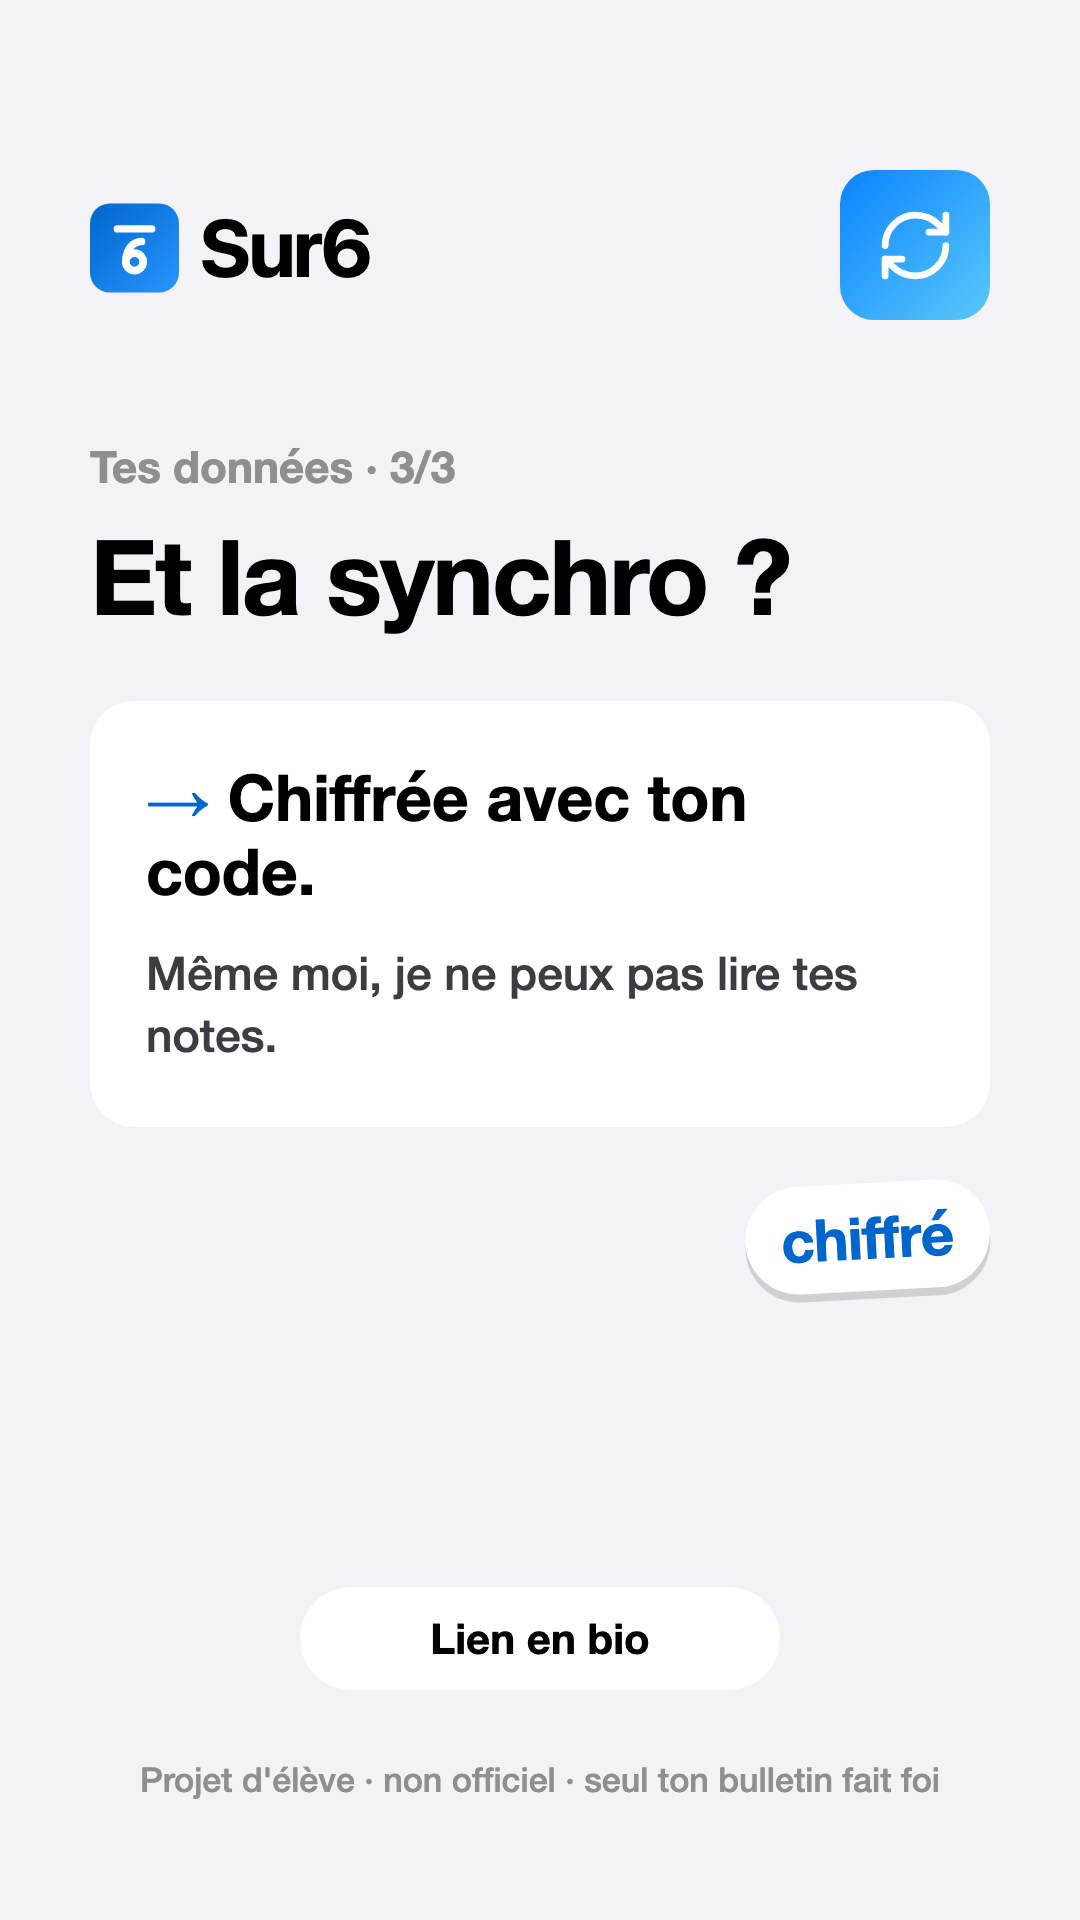 6
Sur6
Tes données · 3/3
Et la synchro ?
→ Chiffrée avec ton
code.
Même moi, je ne peux pas lire tes
notes.
chiffré
Lien en bio
Projet d'élève · non officiel · seul ton bulletin fait foi